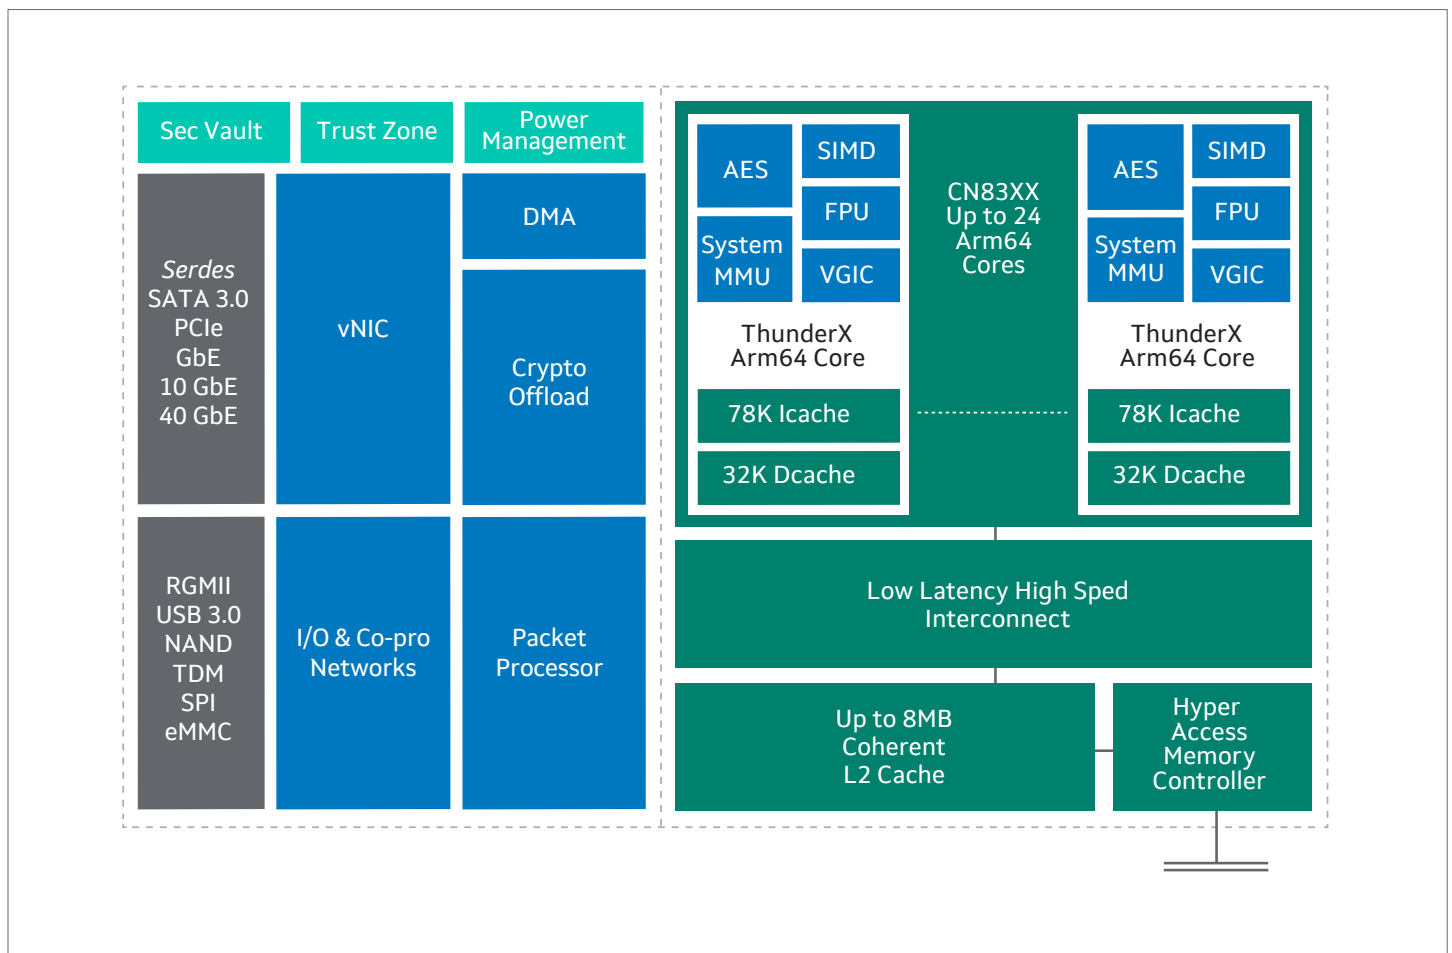 Sec Vault
Trust Zone
Power
Management
Serdes
SATA 3.0
PCIe
GbE
10 GbE
40 GbE
vNIC
DMA
Crypto
Offload
RGMII
USB 3.0
NAND
TDM
SPI
eMMC
I/O & Co-pro
Networks
Packet
Processor
AES
SIMD
FPU
System
MMU
VGIC
ThunderX
Arm64 Core
78K Icache
32K Dcache
CN83XX
Up to 24
Arm64
Cores
AES
SIMD
FPU
System
MMU
VGIC
ThunderX
Arm64 Core
78K Icache
32K Dcache
Low Latency High Sped
Interconnect
Up to 8MB
Coherent
L2 Cache
Hyper
Access
Memory
Controller